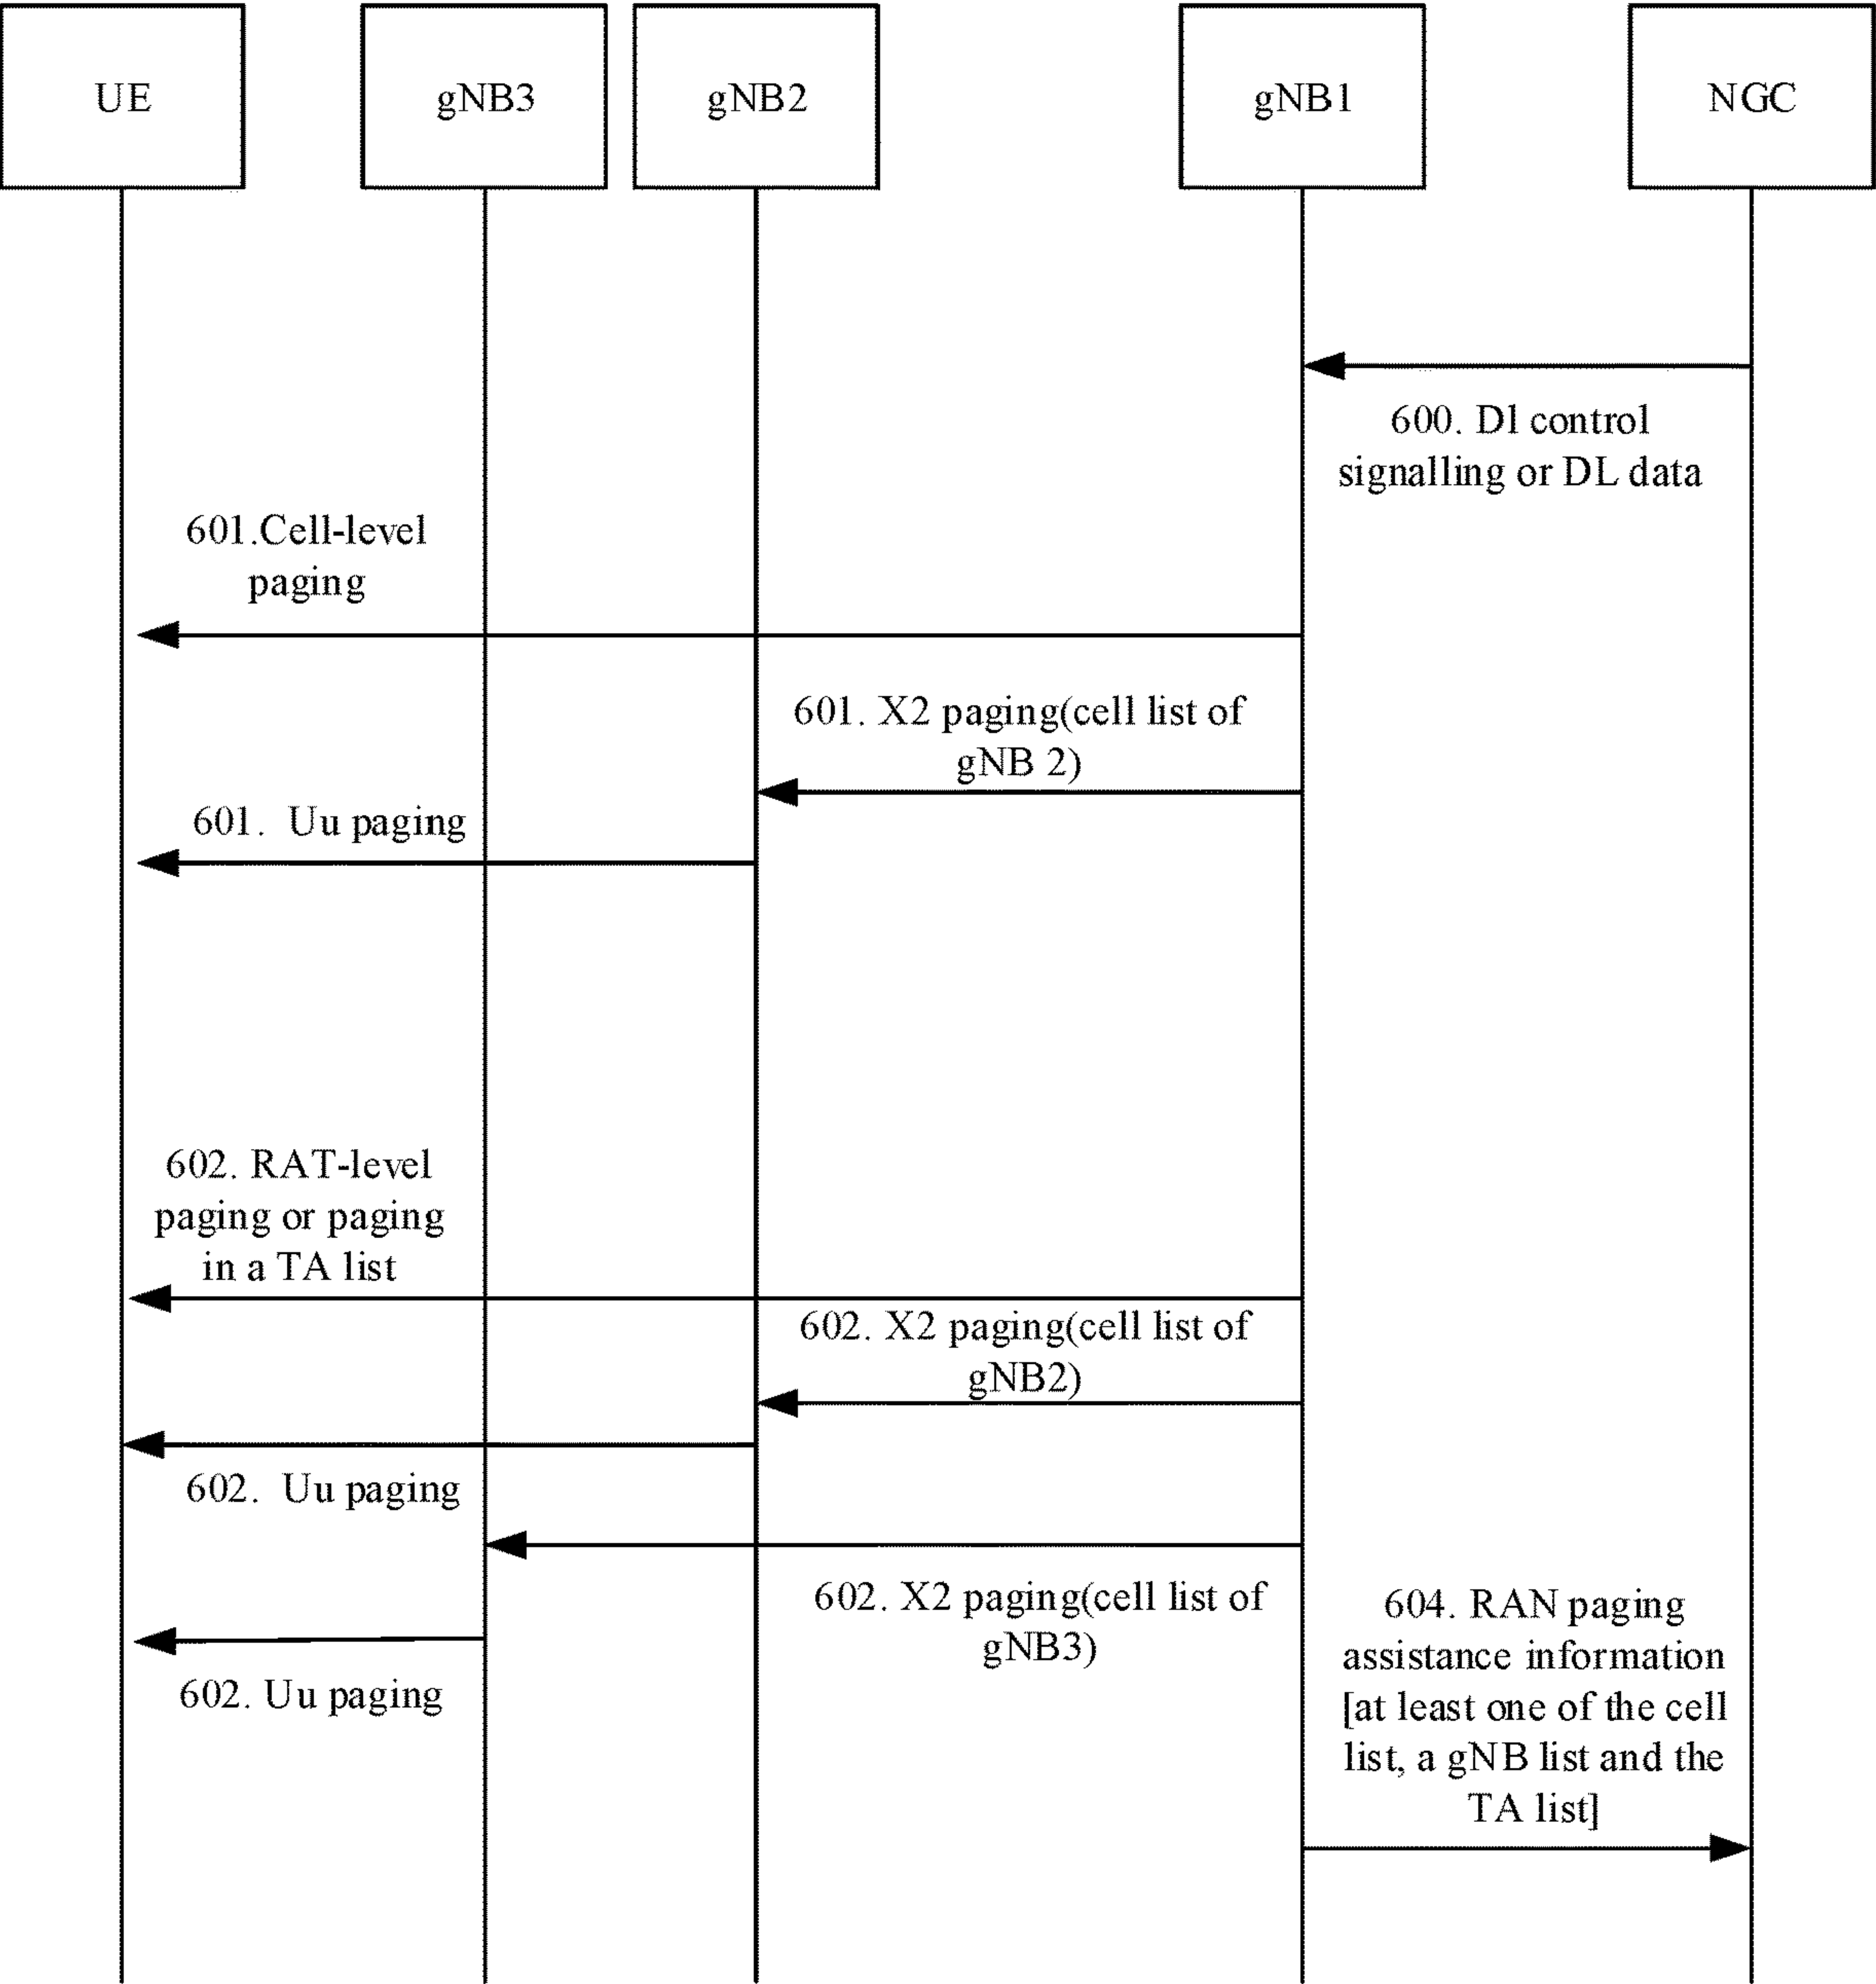 UE
gNB3
gNB2
gNB1
NGC
600. Dl control
signalling or DL data
601.Cell-level
paging
601. X2 paging(cell list of
gNB 2)
601. Uu paging
602. RAT-level
paging or paging
in a TA list
602. X2 paging(cell list of
gNB2)
602. Uu paging
602. X2 paging(cell list of
gNB3)
602. Uu paging
604. RAN paging
assistance information
[at least one of the cell
list, a gNB list and the
TA list]